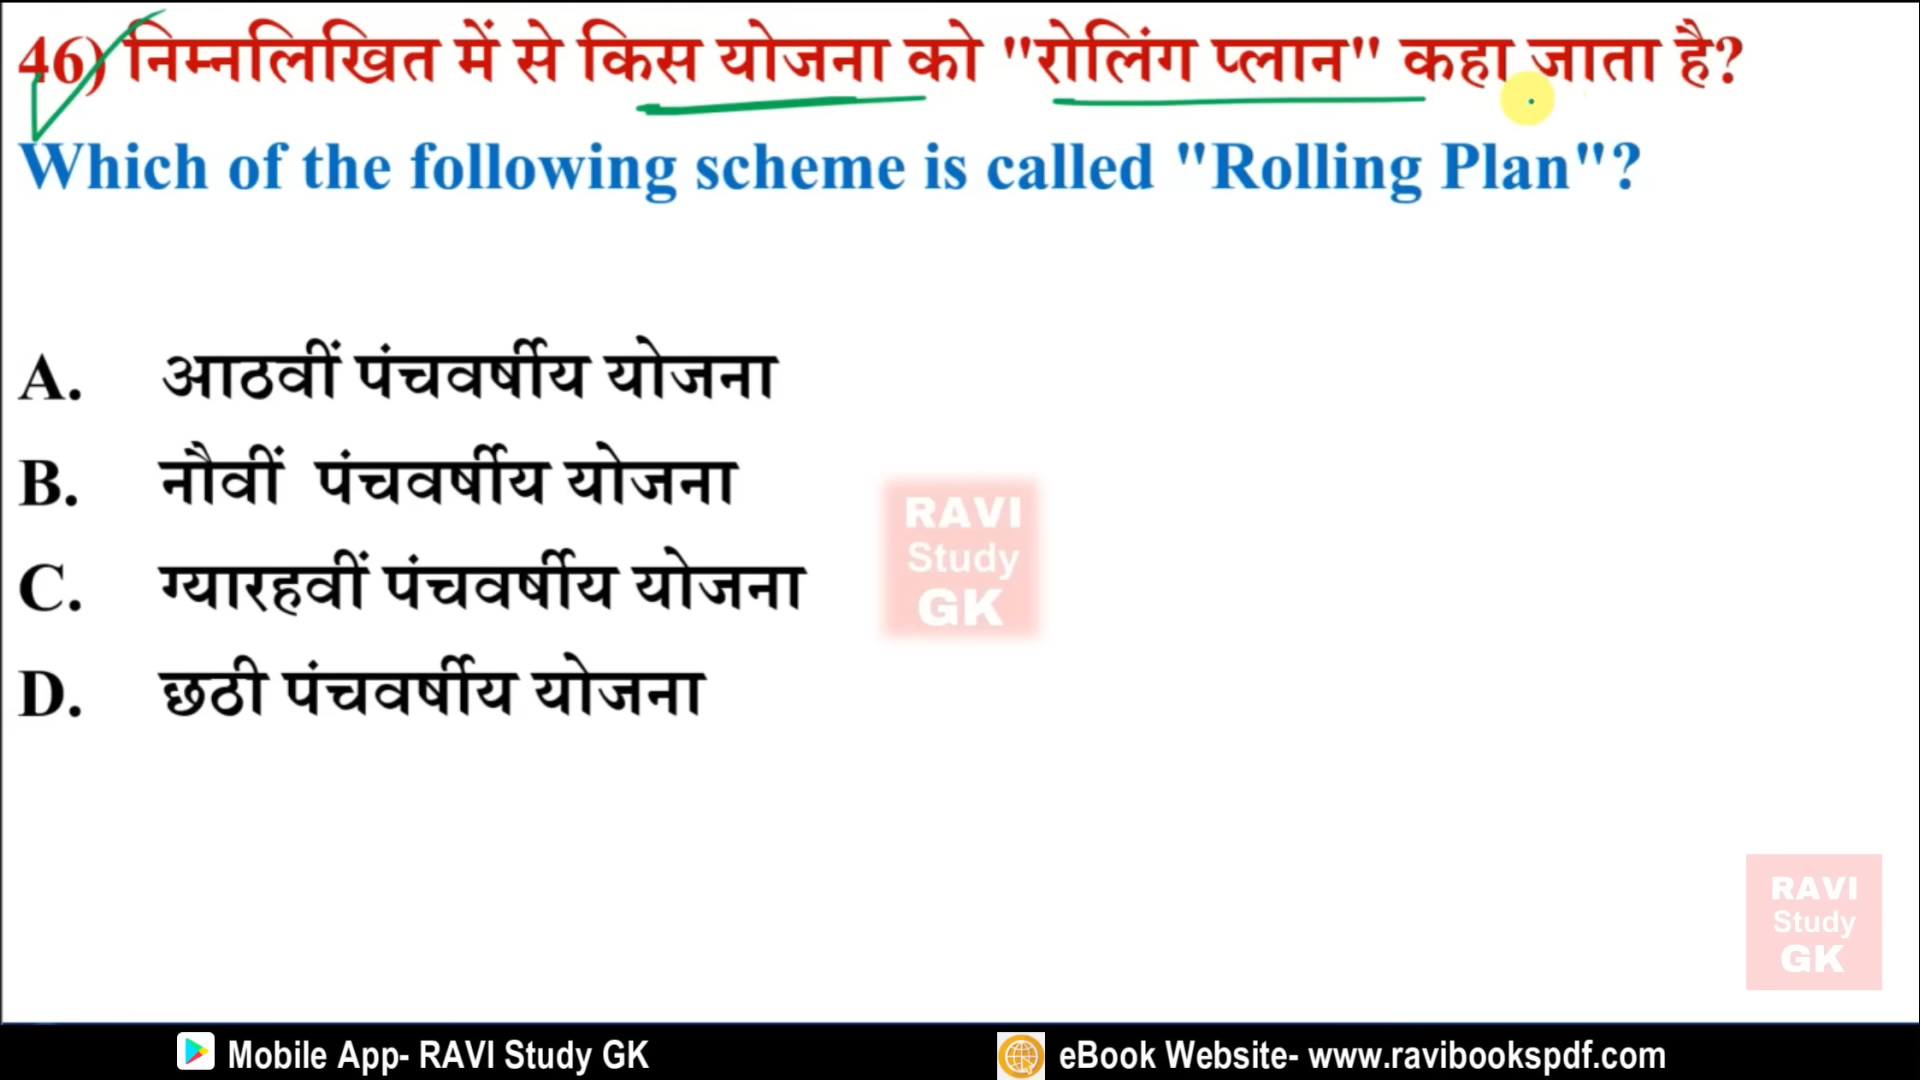 46) निम्नलिखित में से किस योजना को "रोलिंग प्लान" कहा जाता है?
Which of the following scheme is called "Rolling Plan"?
A. आठवीं पंचवर्षीय योजना
B. नौवीं पंचवर्षीय योजना
C. ग्यारहवीं पंचवर्षीय योजना
D. छठी पंचवर्षीय योजना
RAVI
Study
GK
RAVI
Study
GK
Mobile App- RAVI Study GK
eBook Website- www.ravibookspdf.com